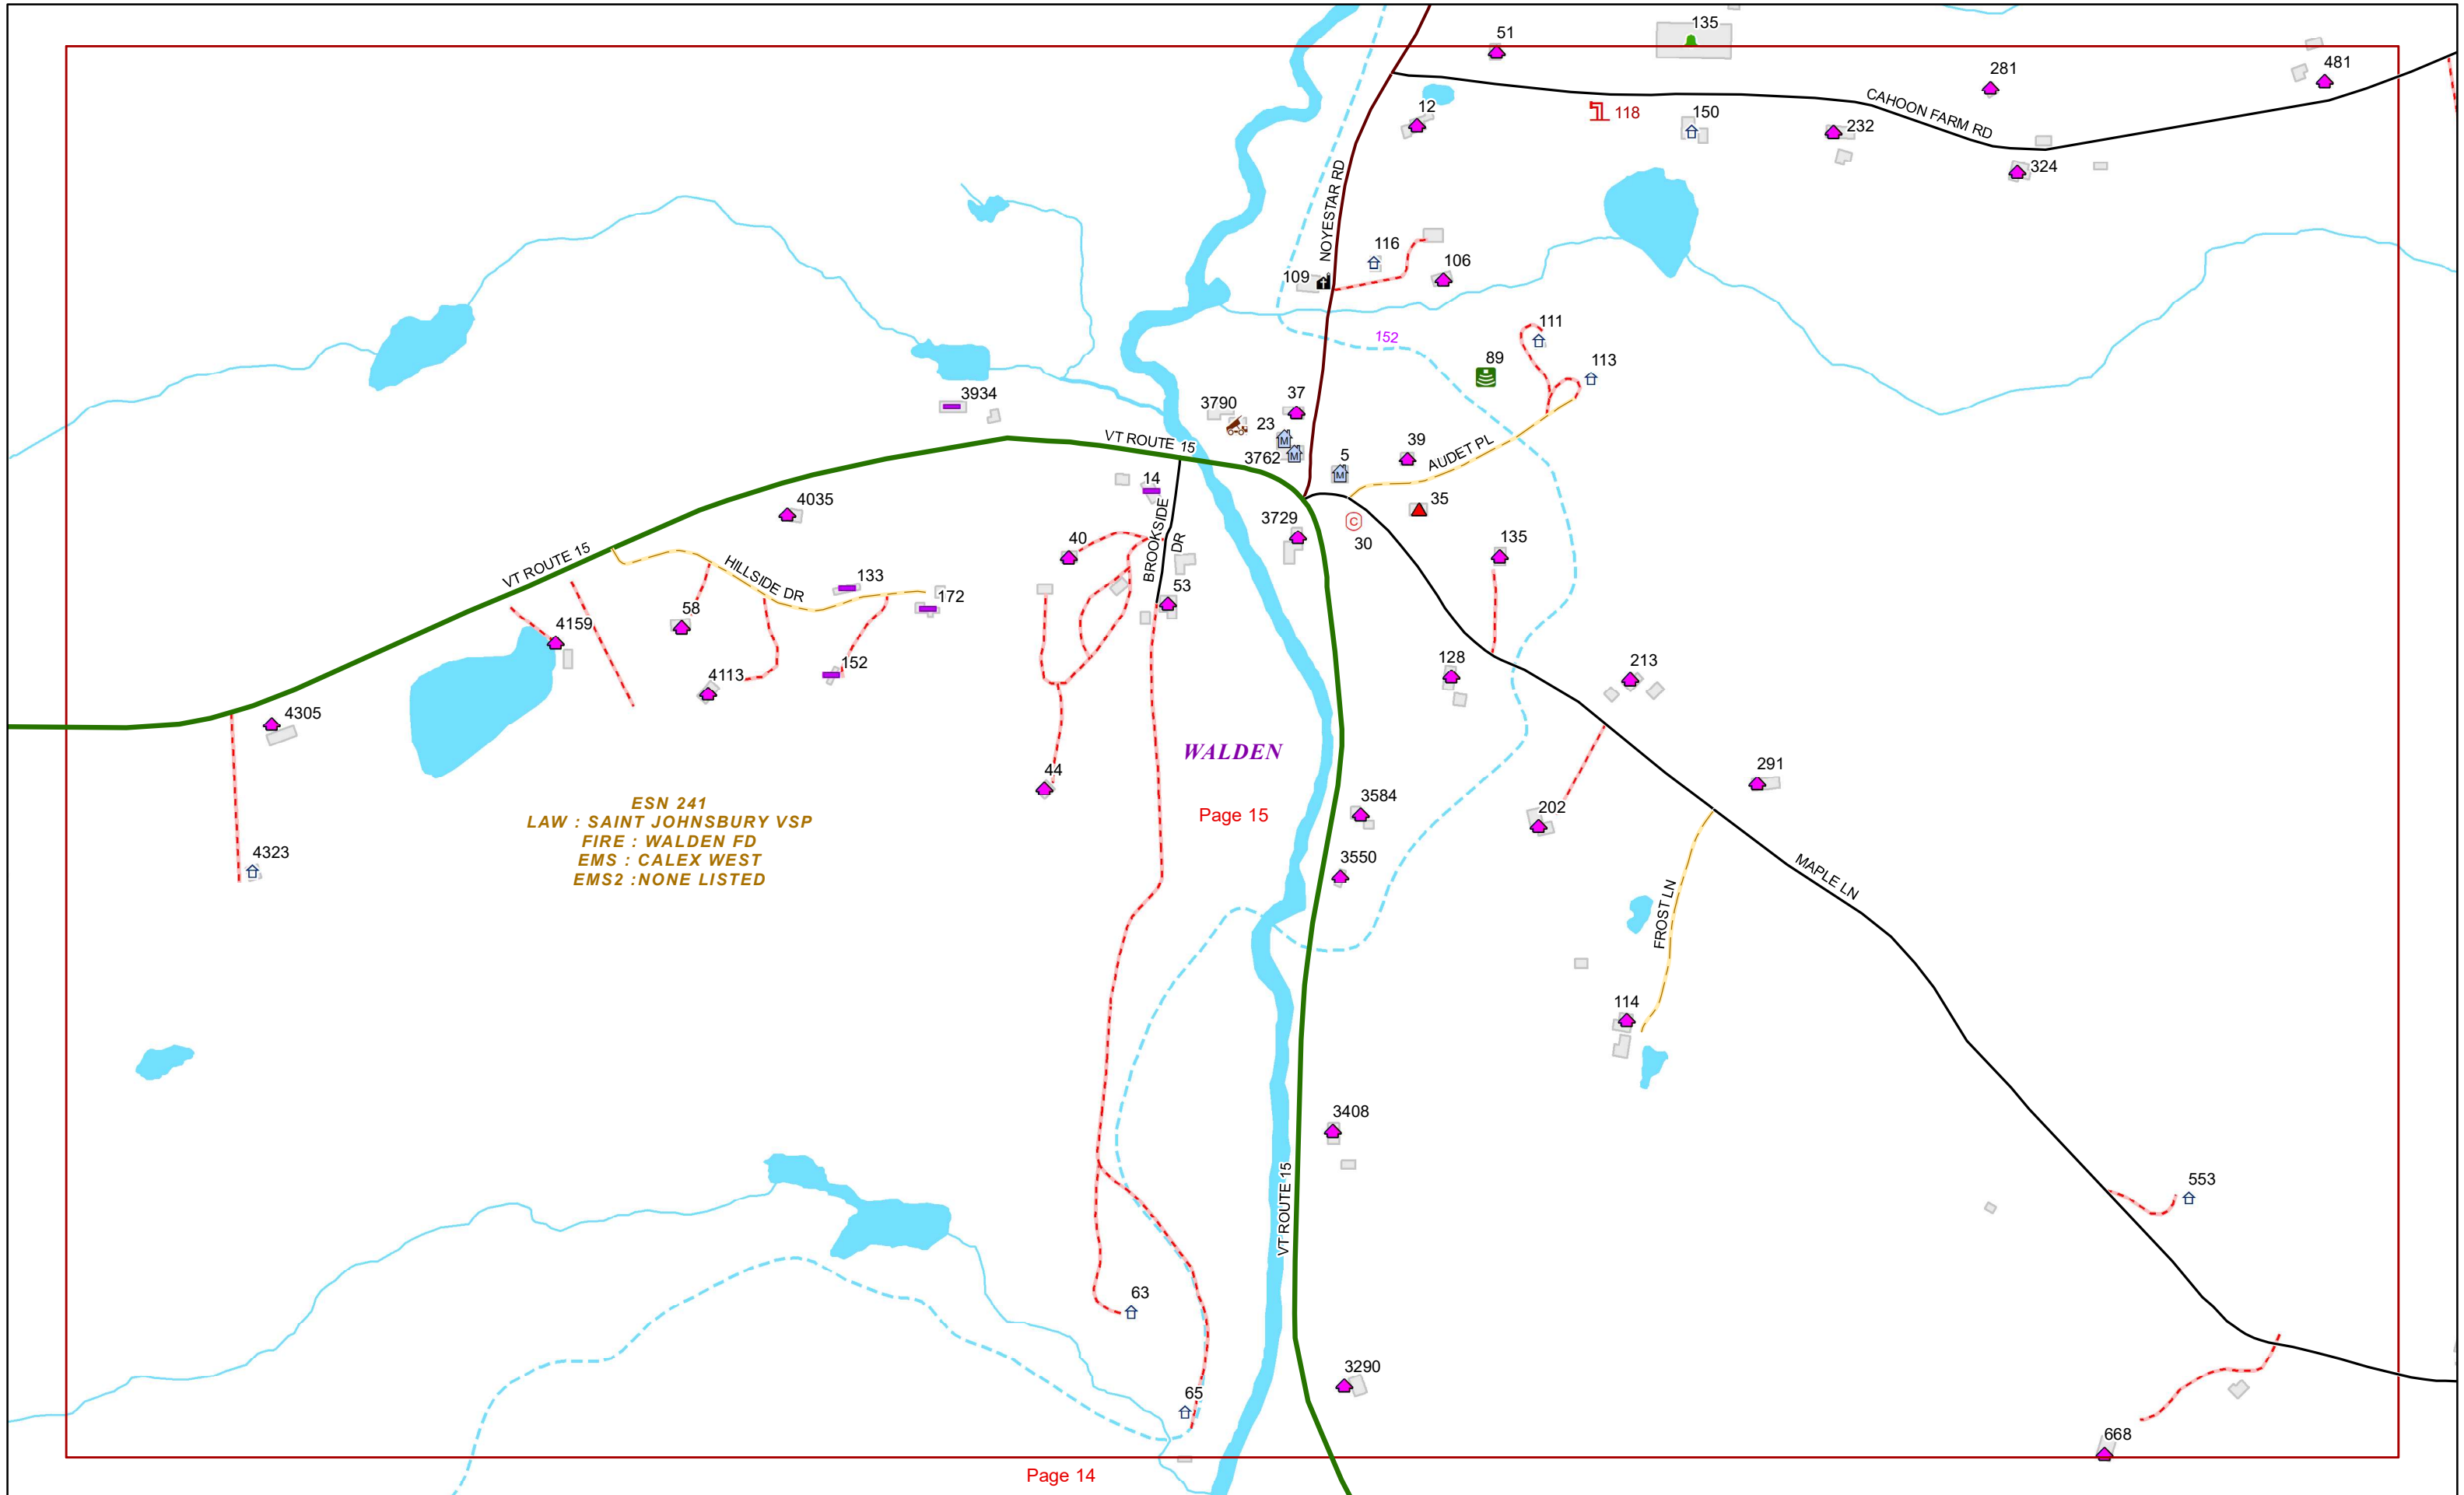 51
135
281
481
12
118
150
CAHOON FARM RD
232
324
NOYESTAR RD
116
109
106
152
111
89
113
3934
37
3790
23
VT ROUTE 15
3762
5
39
AUDET PL
14
35
4035
BROOKSIDE DR
3729
C
30
40
135
VT ROUTE 15
HILLSIDE DR
133
172
53
58
4159
4113
152
128
213
4305
WALDEN
44
291
3584
202
Page 15
ESN 241
LAW : SAINT JOHNSBURY VSP
FIRE : WALDEN FD
EMS : CALEX WEST
EMS2 :NONE LISTED
4323
3550
MAPLE LN
FROST LN
114
3408
VT ROUTE 15
553
63
3290
65
668
Page 14
M
M
M